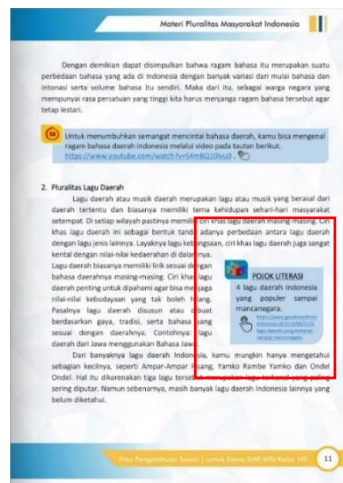 Materi Pluralitas Masyarakat Indonesia
Dengan demikian dapat disimpulkan bahwa ragam bahasa itu merupakan suatu
perbedaan bahasa yang ada di Indonesia dengan banyak variasi dari mulai bahasa dan
intonasi serta volume bahasa itu sendiri. Maka dari itu, sebagai warga negara yang
mempunyai rasa persatuan yang tinggi kita harus menjanga ragam bahasa tersebut agar
tetap lestari.
Untuk menumbuhkan semangat mencintai bahasa daerah, kamu bisa mengenal
ragam bahasa daerah indonesia melalui video pada tautan berikut.
2. Pluralitas Lagu Daerah
Lagu daerah atau musik daerah merupakan lagu atau musik yang berasal dari
daerah tertentu dan biasanya memiliki tema kehidupan sehari-hari masyarakat
setempat. Di setiap wilayah pastinya memiliki ciri khas lagu daerah masing-masing. Ciri
khas lagu daerah ini sebagai bentuk tanda adanya perbedaan antara lagu daerah
dengan lagu jenis lainnya. Layaknya lagu kebangsaan, ciri khas lagu daerah juga sangat
kental dengan nilai-nilai kedaerahan di dalamnya.
Lagu daerah biasanya memiliki lirik sesuai dengan
bahasa daerahnya masing-masing. Ciri khas lagu
daerah penting untuk dipahami agar bisa menjaga
nilai-nilai kebudayaan yang tak boleh hilang.
Pasalnya lagu daerah disusun atau dibuat
berdasarkan gaya, tradisi, serta bahasa yang
sesuai dengan daerahnya. Contohnya: lagu
daerah dari Jawa menggunakan Bahasa Jawa.
POJOK LITERASI
4 lagu daerah Indonesia
yang populer sampai
mancanegara.
Dari banyaknya lagu daerah Indonesia, kamu mungkin hanya mengetahui
sebagian kecilnya, seperti Ampar-Ampar Pisang, Yamko Rambe Yamko dan Ondel
Ondel. Hal itu dikarenakan tiga lagu tersebut merupakan lagu terkenal yang paling
sering diputar. Namun sebenarnya, masih banyak lagu daerah Indonesia lainnya yang
belum diketahui.
Ilmu Pengetahuan Sosial | untuk Siswa SMP/MTs Kelas VIII
11